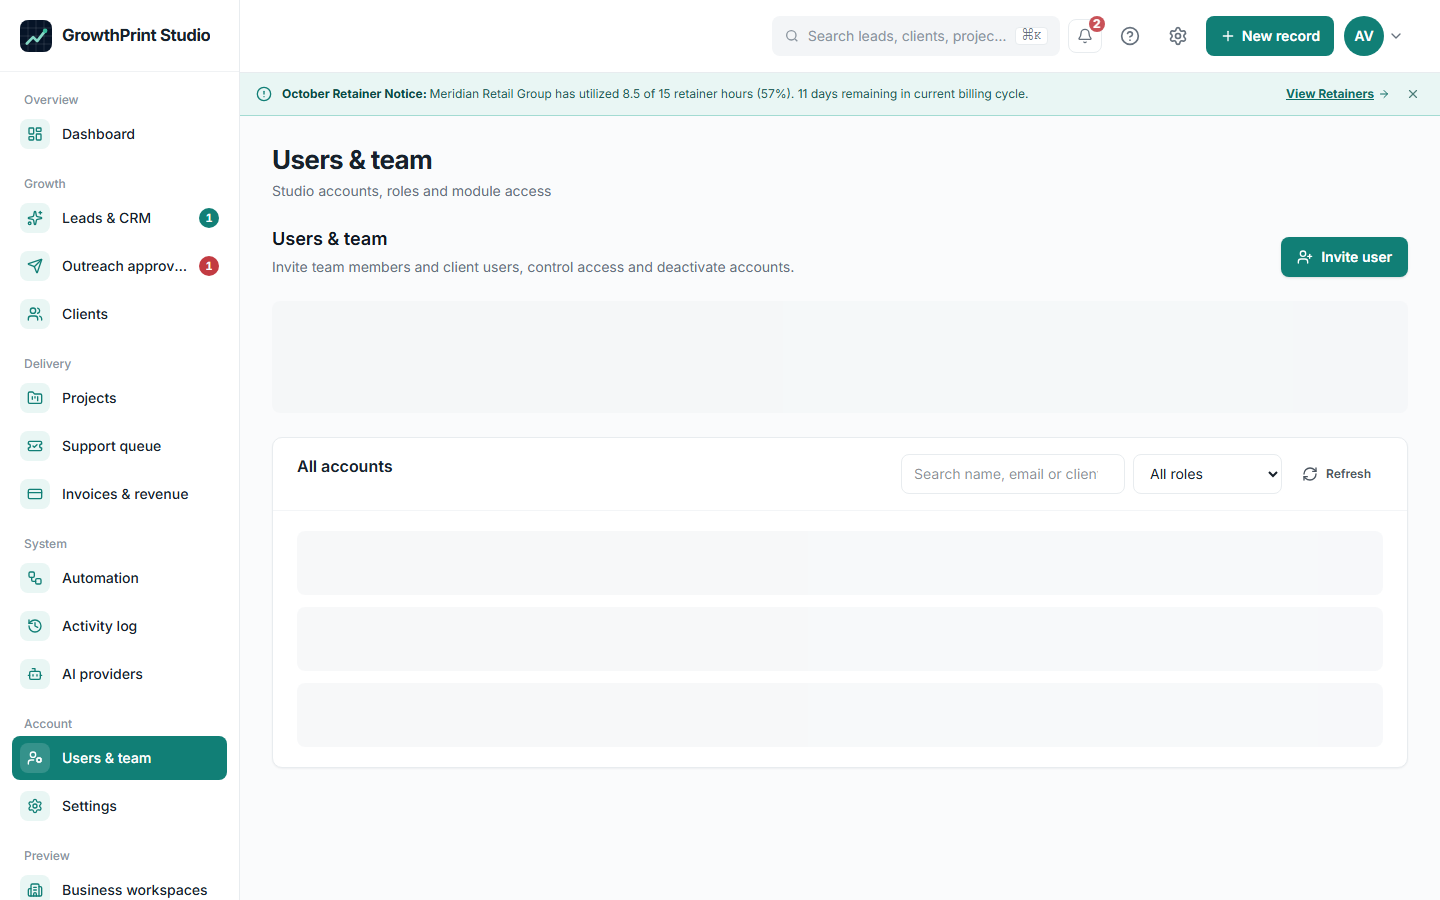 GrowthPrint Studio
Search leads, clients, projec... ⌘K
2
New record
AV
October Retainer Notice: Meridian Retail Group has utilized 8.5 of 15 retainer hours (57%). 11 days remaining in current billing cycle.
View Retainers →
Overview
Dashboard
Growth
Leads & CRM 1
Outreach approv... 1
Clients
Delivery
Projects
Support queue
Invoices & revenue
System
Automation
Activity log
AI providers
Account
Users & team
Settings
Preview
Business workspaces
Users & team
Studio accounts, roles and module access
Users & team
Invite team members and client users, control access and deactivate accounts.
Invite user
All accounts
Search name, email or clien
All roles
Refresh